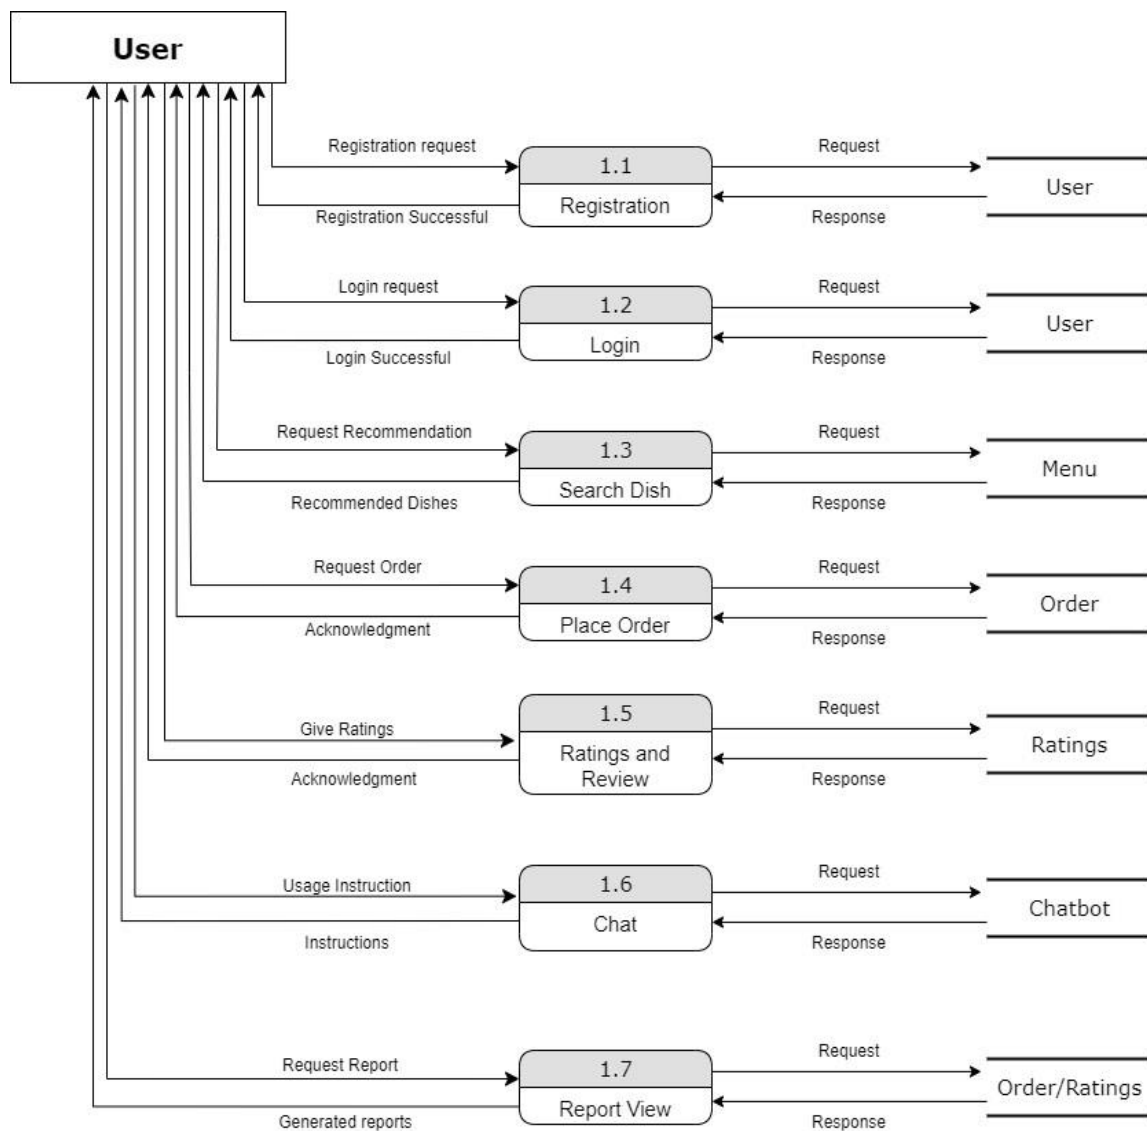 User
Registration request
1.1
Request
Registration
User
Registration Successful
Response
Login request
1.2
Request
Login
User
Login Successful
Response
Request Recommendation
1.3
Request
Search Dish
Menu
Recommended Dishes
Response
Request Order
1.4
Request
Place Order
Order
Acknowledgment
Response
Give Ratings
1.5
Request
Ratings and
Review
Ratings
Acknowledgment
Response
Usage Instruction
1.6
Request
Chat
Chatbot
Instructions
Response
Request Report
1.7
Request
Report View
Order/Ratings
Generated reports
Response